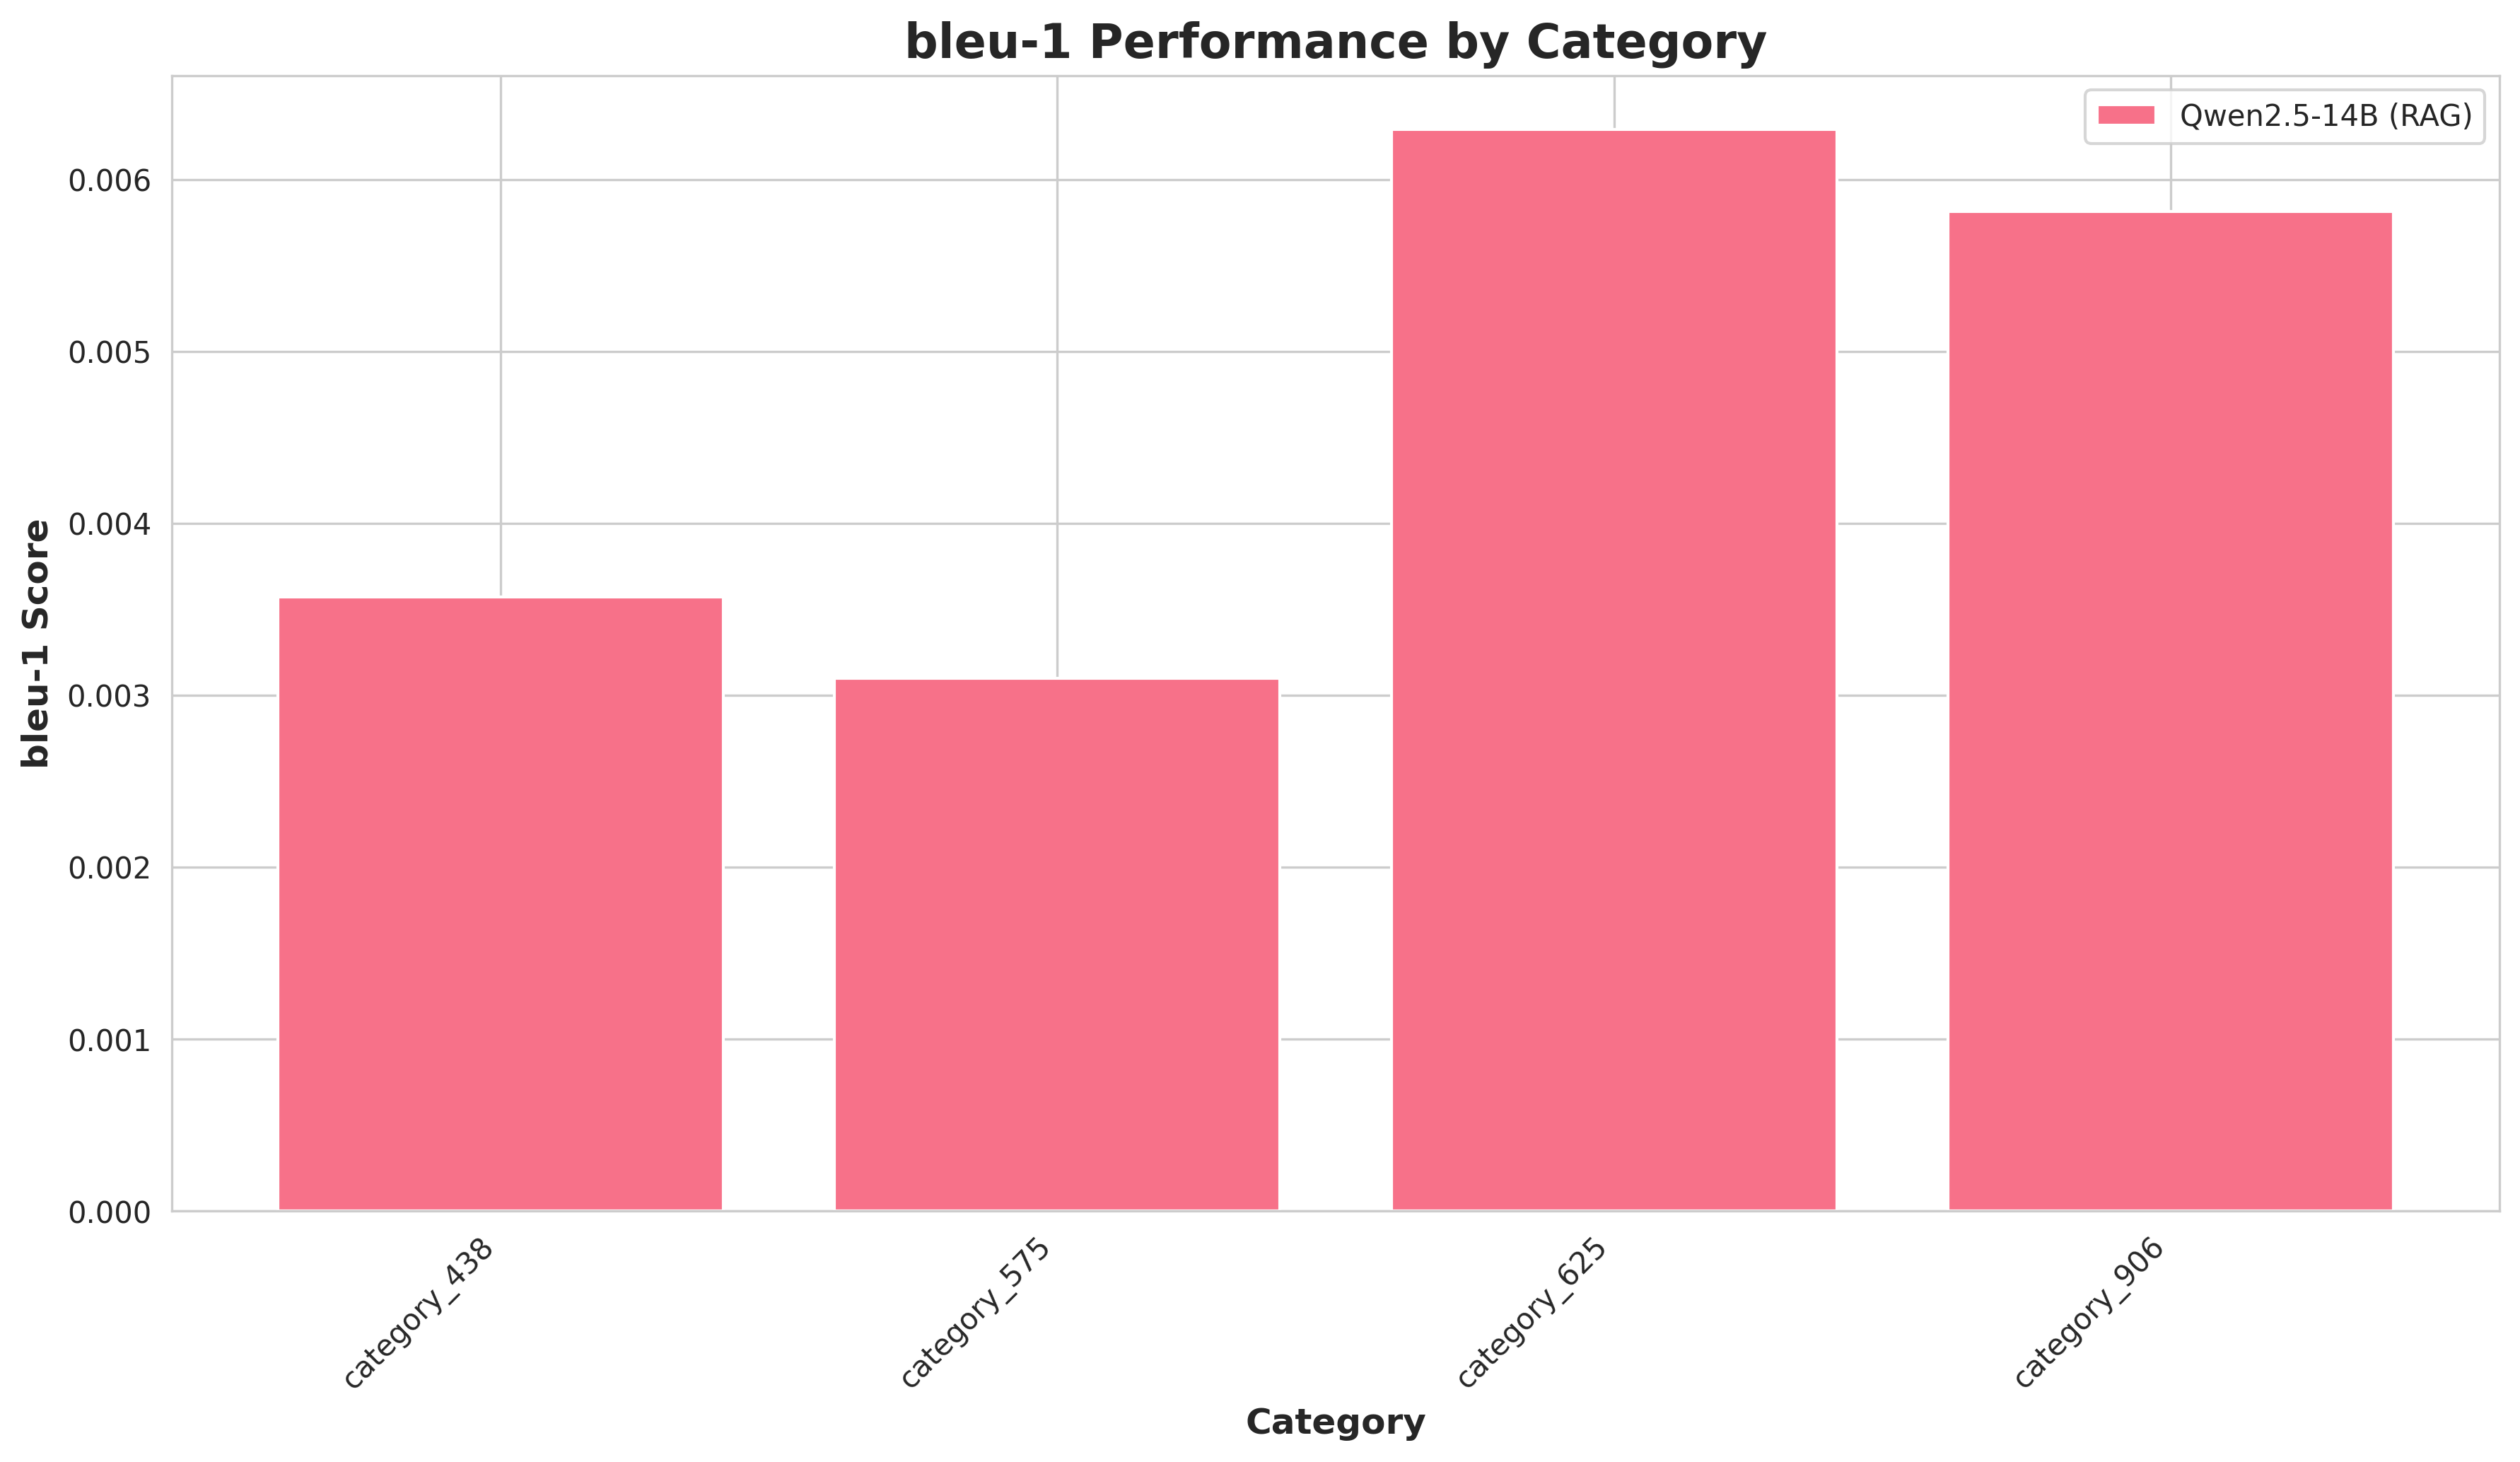 bleu-1 Performance by Category
Qwen2.5-14B (RAG)
bleu-1 Score
0.006
0.005
0.004
0.003
0.002
0.001
0.000
category_438
category_575
category_625
category_906
Category